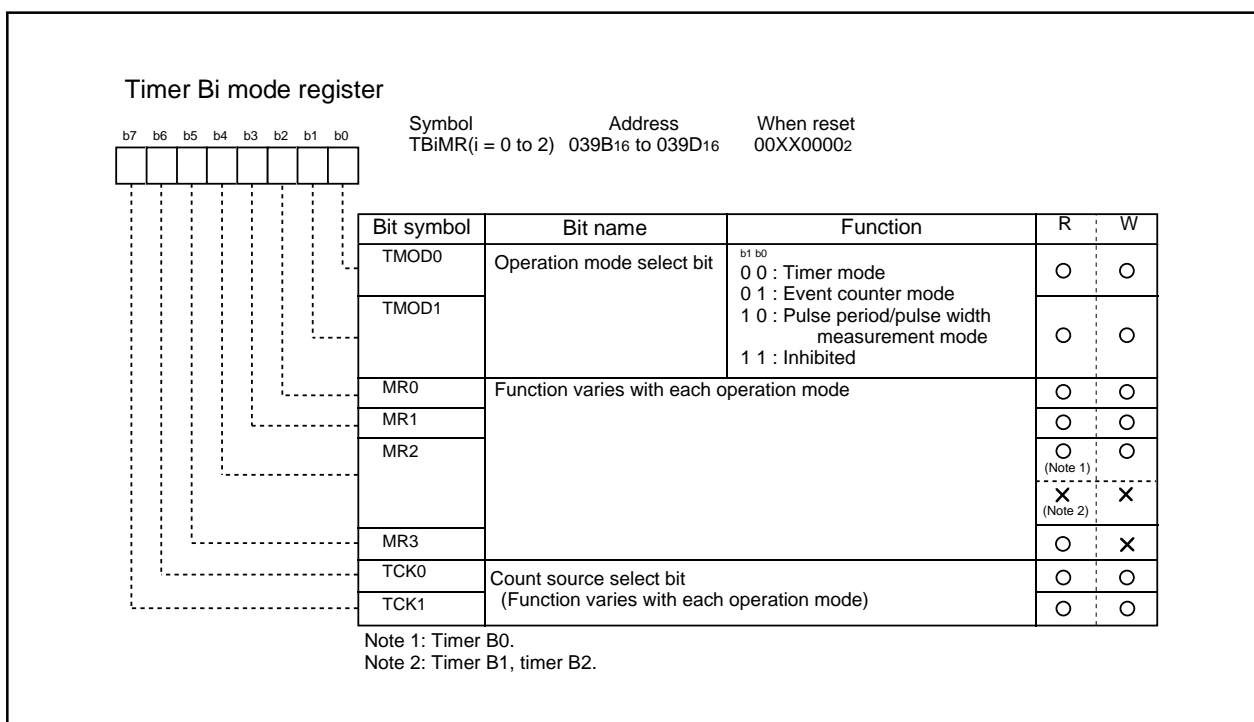 Timer Bi mode register
Symbol Address When reset
TBiMR(i = 0 to 2) 039B16 to 039D16 00XX00002
b7 b6 b5 b4 b3 b2 b1 b0
Bit symbol Bit name Function R W
TMOD0 Operation mode select bit b1 b0
0 0 : Timer mode
0 1 : Event counter mode
TMOD1
1 0 : Pulse period/pulse width
measurement mode
1 1 : Inhibited
MR0 Function varies with each operation mode
MR1
MR2
(Note 1)
(Note 2)
MR3
TCK0 Count source select bit
TCK1 (Function varies with each operation mode)
Note 1: Timer B0.
Note 2: Timer B1, timer B2.